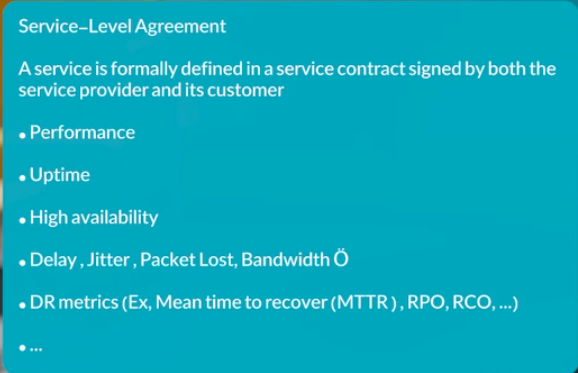 Service-Level Agreement
A service is formally defined in a service contract signed by both the
service provider and its customer
• Performance
• Uptime
• High availability
• Delay , Jitter , Packet Lost, Bandwidth Ö
• DR metrics (Ex, Mean time to recover (MTTR ) , RPO, RCO, ...)
• ...